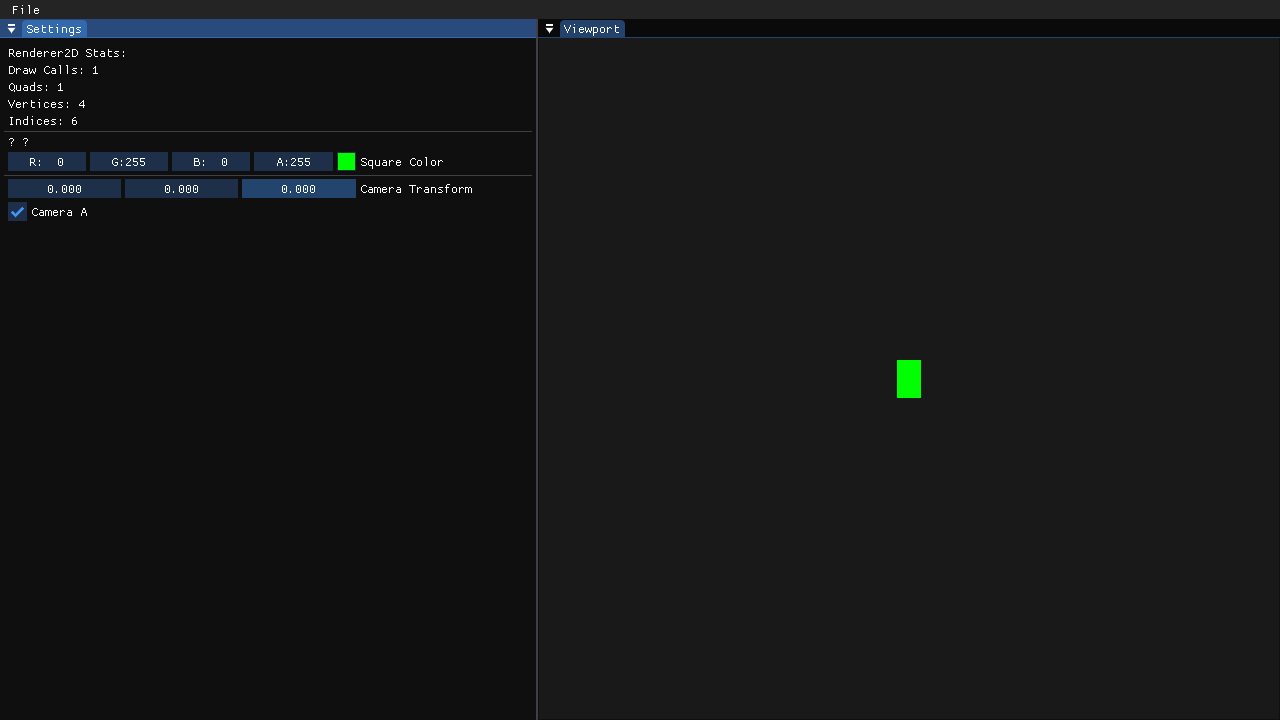 File
Settings
Viewport
Renderer2D Stats:
Draw Calls: 1
Quads: 1
Vertices: 4
Indices: 6
? ?
R:  0 G:255 B:  0 A:255 Square Color
0.000 0.000 0.000 Camera Transform
Camera A